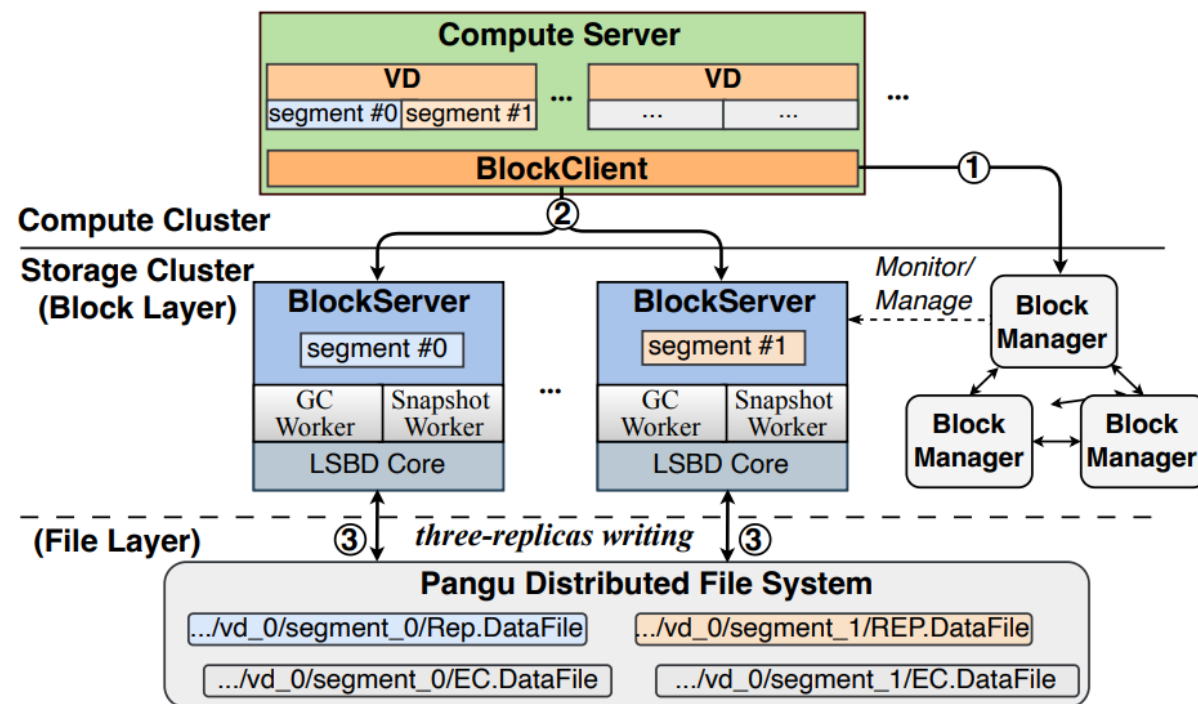 Compute Server
VD
VD
segment #0
segment #1
...
...
...
...
BlockClient
①
②
Compute Cluster
Storage Cluster
(Block Layer)
BlockServer
segment #0
GC
Worker
Snapshot
Worker
LSBD Core
...
BlockServer
segment #1
GC
Worker
Snapshot
Worker
LSBD Core
Monitor/
Manage
Block
Manager
Block
Manager
Block
Manager
(File Layer)
③
three-replicas writing
③
Pangu Distributed File System
.../vd_0/segment_0/Rep.DataFile
.../vd_0/segment_1/REP.DataFile
.../vd_0/segment_0/EC.DataFile
.../vd_0/segment_1/EC.DataFile